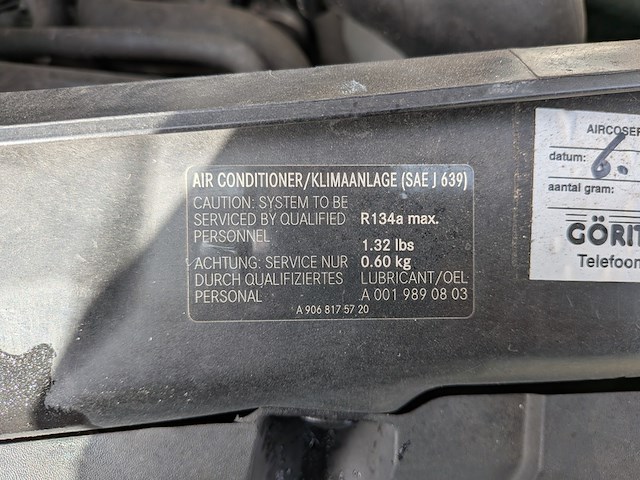 AIR CONDITIONER/KLIMAANLAGE (SAE J 639)
CAUTION: SYSTEM TO BE
SERVICED BY QUALIFIED
PERSONNEL
R134a max.
1.32 lbs
ACHTUNG: SERVICE NUR
DURCH QUALIFIZIERTES
PERSONAL
0.60 kg
LUBRICANT/OEL
A 001 989 08 03
A 906 817 57 20
AIRCOSER
datum: 6.
aantal gram:
GÖRIT
Telefoon